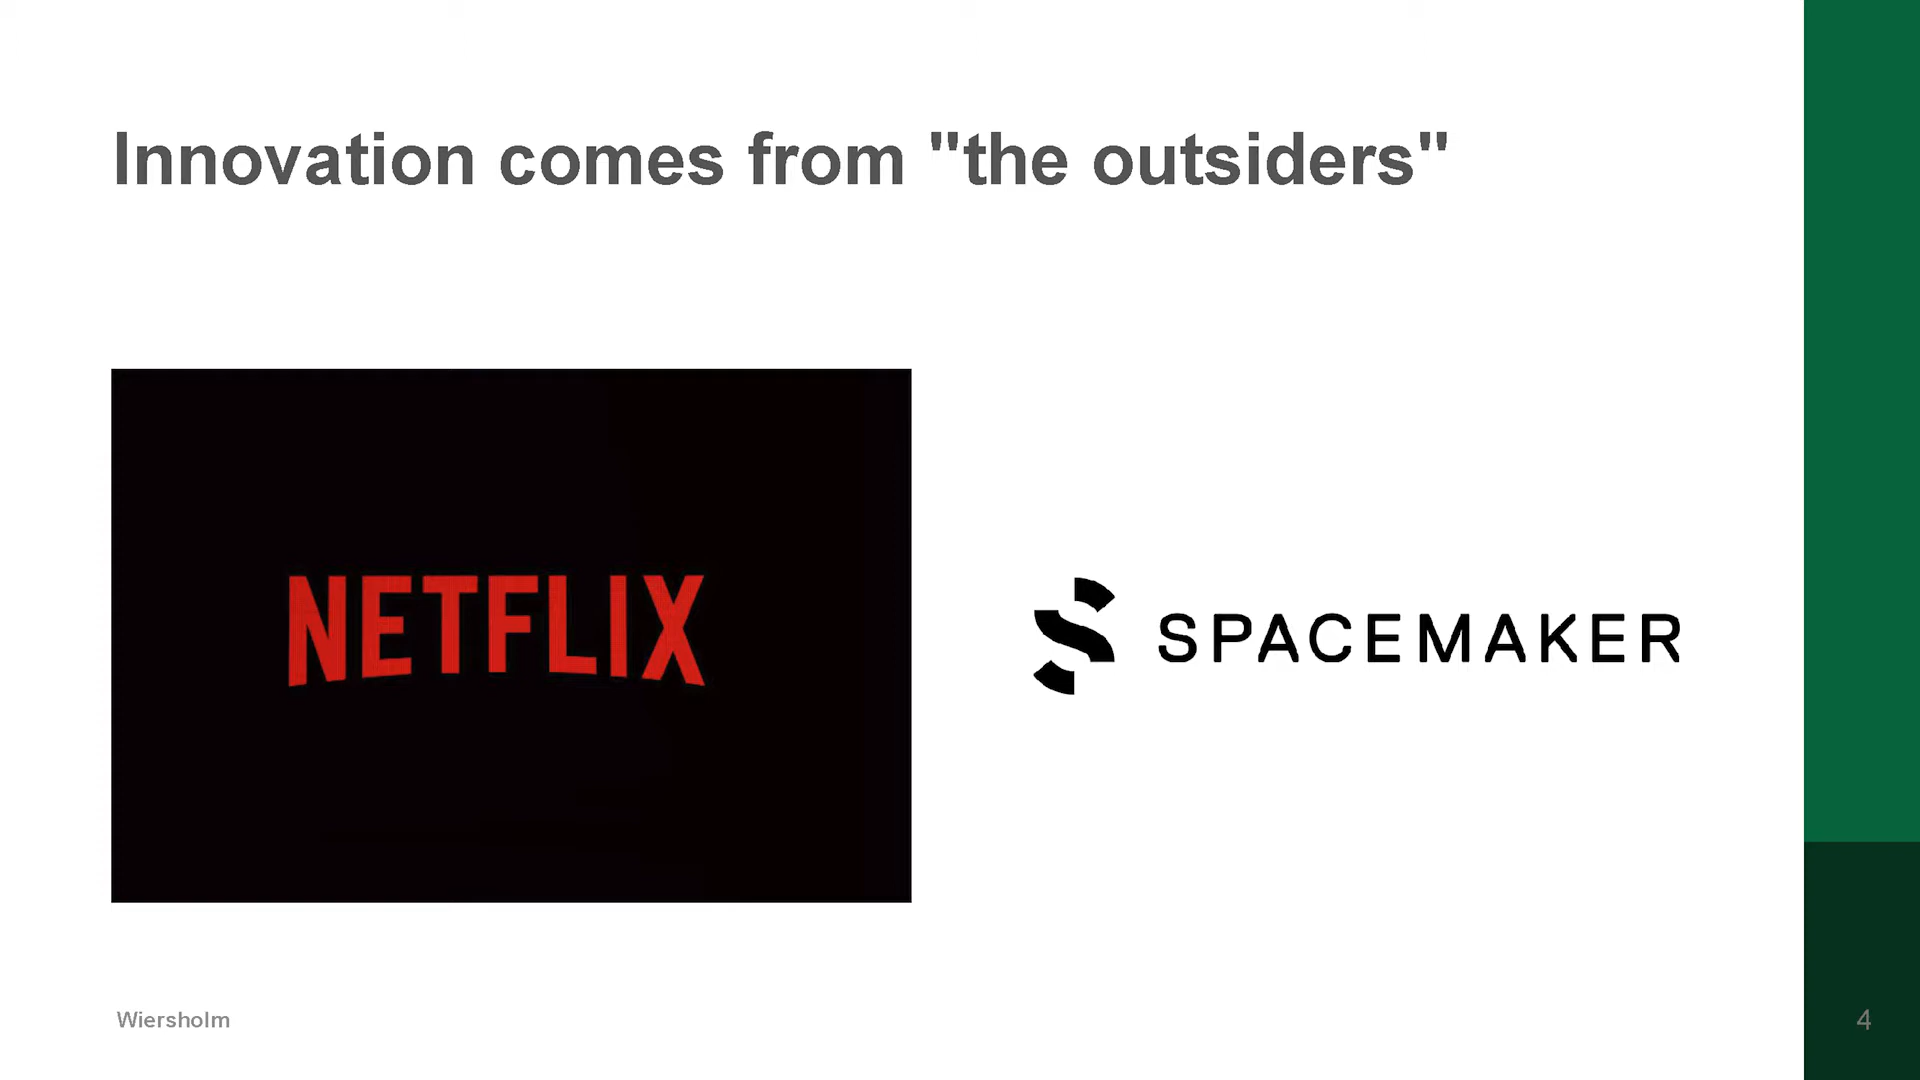 Innovation comes from "the outsiders"
NETFLIX
SPACEMAKER
Wiersholm
4